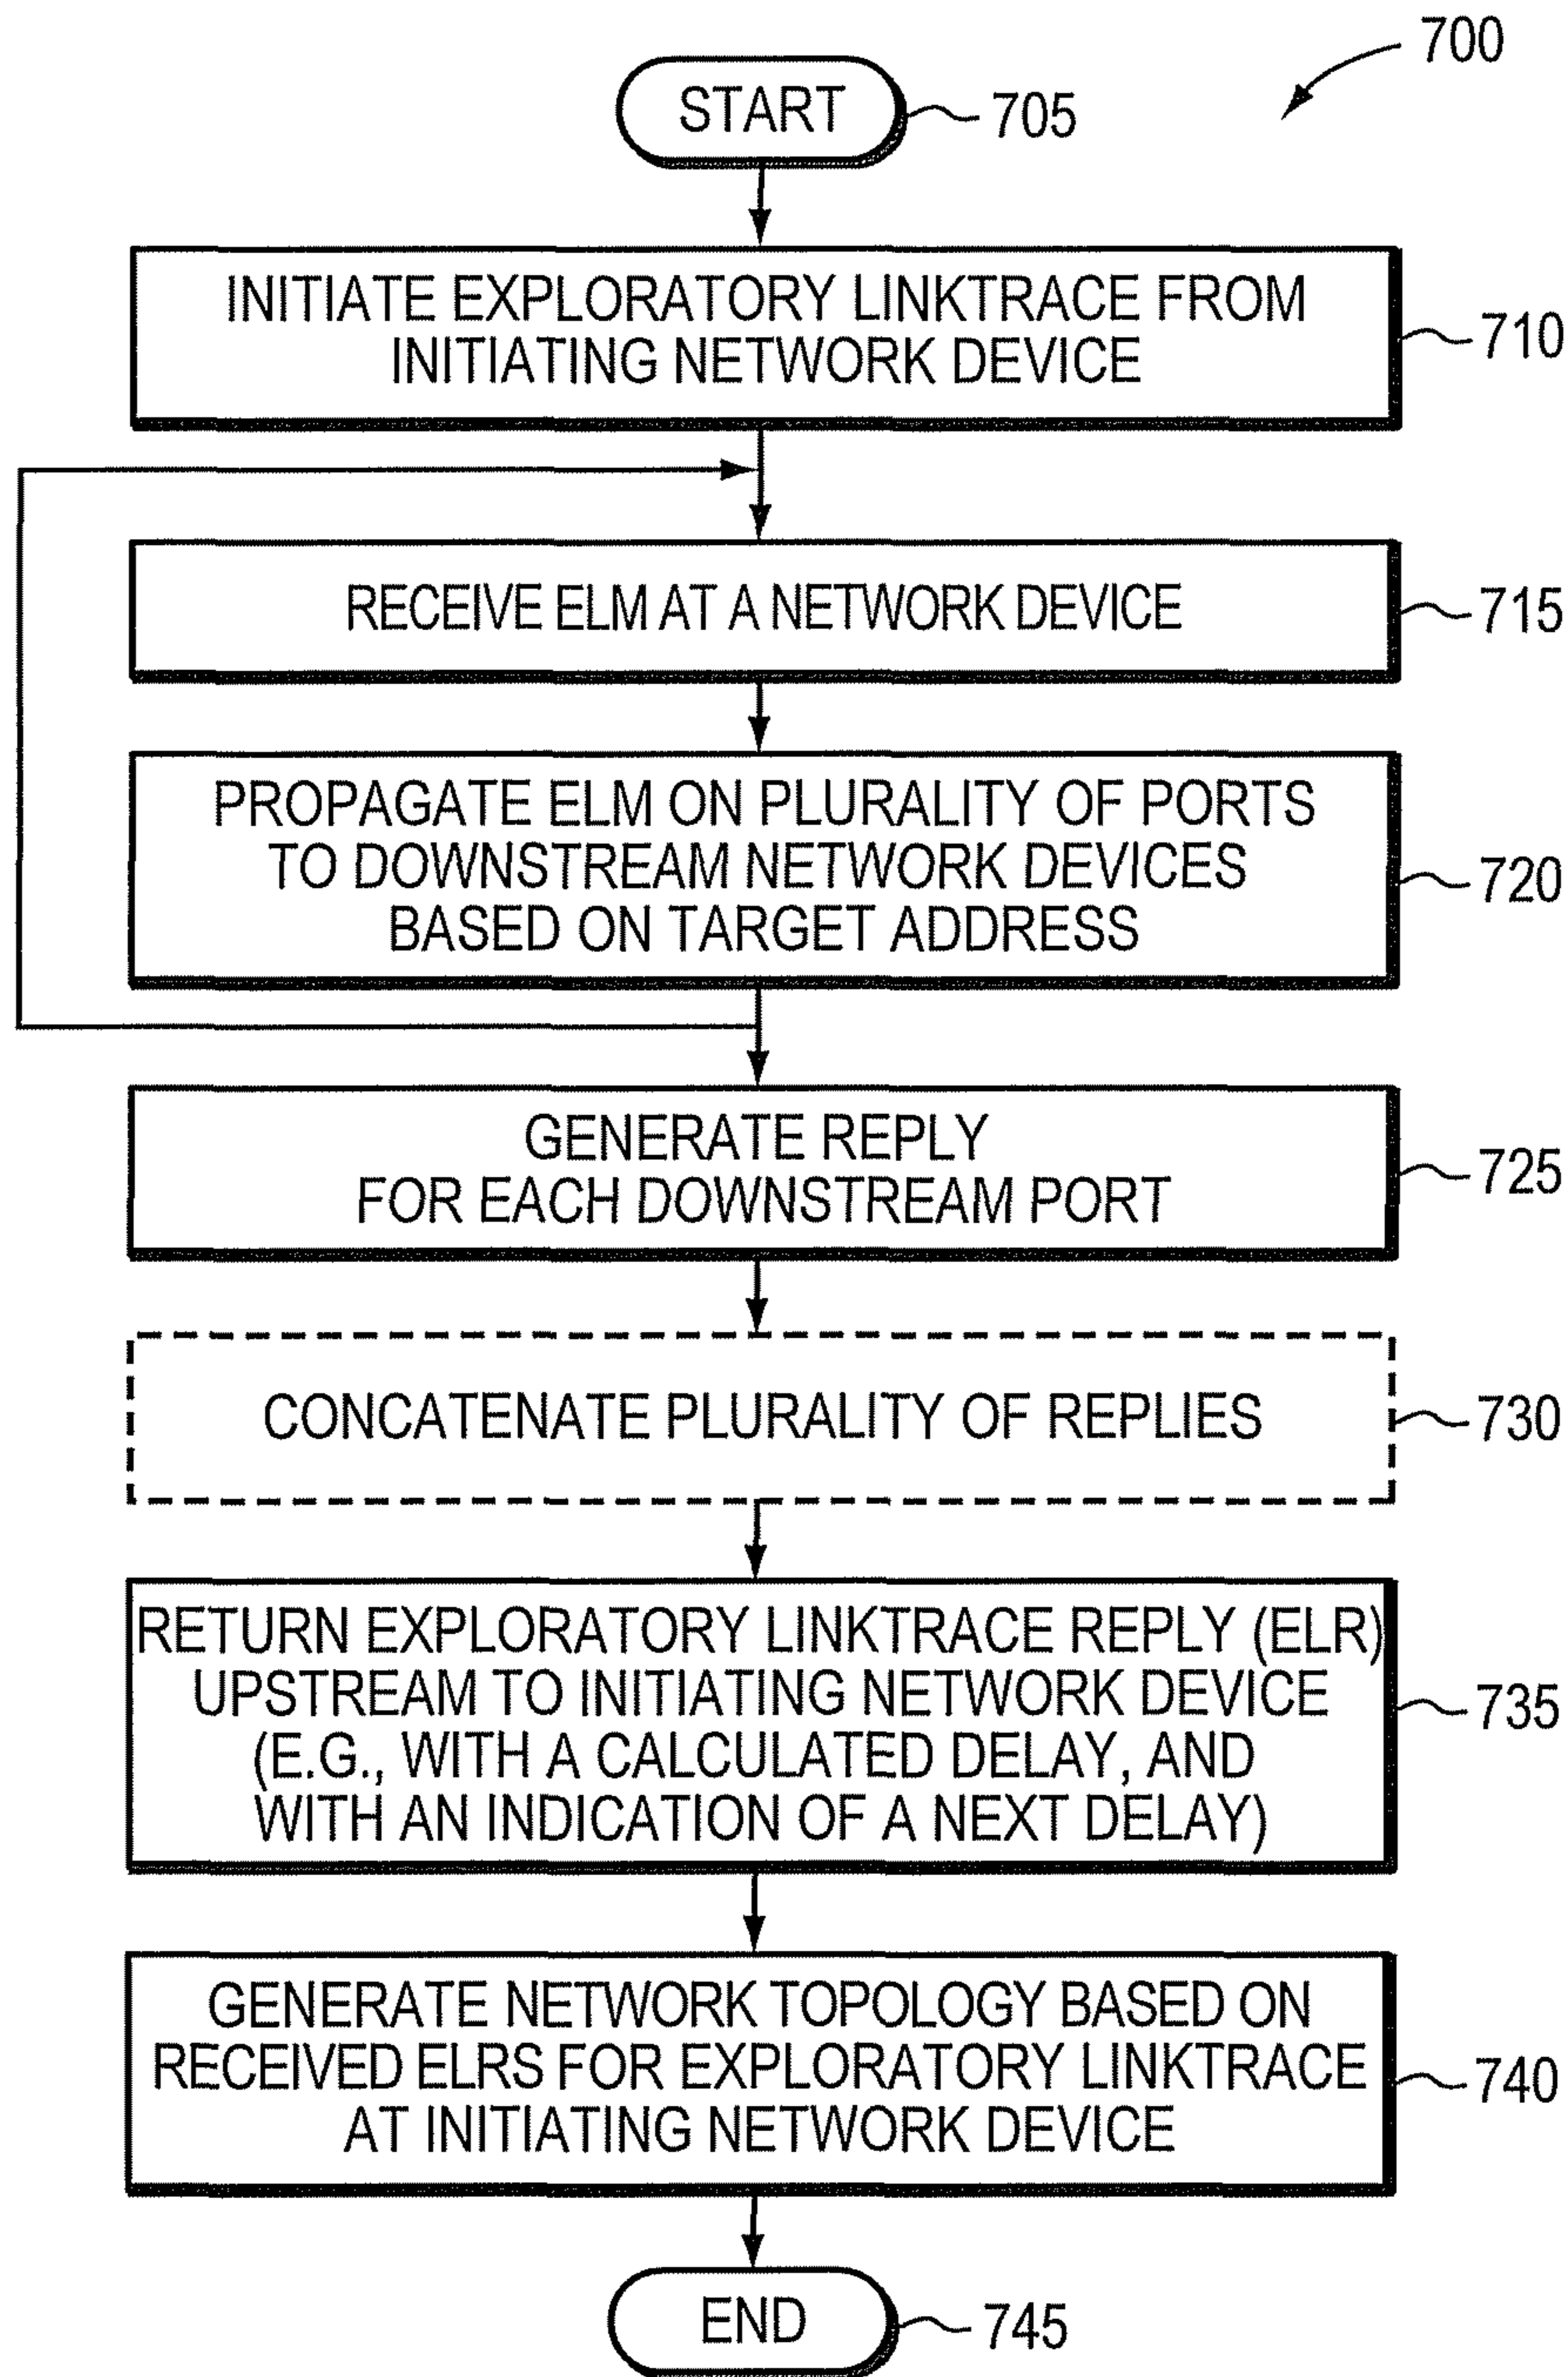 700
START
705
INITIATE EXPLORATORY LINKTRACE FROM
INITIATING NETWORK DEVICE
710
RECEIVE ELM AT A NETWORK DEVICE
715
PROPAGATE ELM ON PLURALITY OF PORTS
TO DOWNSTREAM NETWORK DEVICES
BASED ON TARGET ADDRESS
720
GENERATE REPLY
FOR EACH DOWNSTREAM PORT
725
CONCATENATE PLURALITY OF REPLIES
730
RETURN EXPLORATORY LINKTRACE REPLY (ELR)
UPSTREAM TO INITIATING NETWORK DEVICE
(E.G., WITH A CALCULATED DELAY, AND
WITH AN INDICATION OF A NEXT DELAY)
735
GENERATE NETWORK TOPOLOGY BASED ON
RECEIVED ELRS FOR EXPLORATORY LINKTRACE
AT INITIATING NETWORK DEVICE
740
END
745